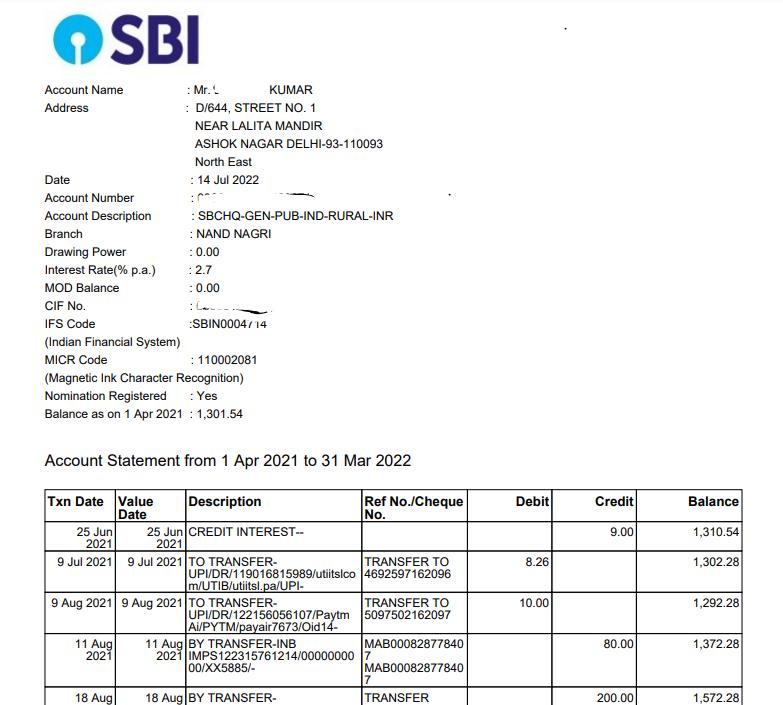 SBI
Account Name : Mr. KUMAR
Address : D/644, STREET NO. 1
NEAR LALITA MANDIR
ASHOK NAGAR DELHI-93-110093
North East
Date : 14 Jul 2022
Account Number :
Account Description : SBCHQ-GEN-PUB-IND-RURAL-INR
Branch : NAND NAGRI
Drawing Power : 0.00
Interest Rate(% p.a.) : 2.7
MOD Balance : 0.00
CIF No. :
IFS Code :SBIN0004714
(Indian Financial System)
MICR Code : 110002081
(Magnetic Ink Character Recognition)
Nomination Registered : Yes
Balance as on 1 Apr 2021 : 1,301.54
Account Statement from 1 Apr 2021 to 31 Mar 2022
Txn Date Value Description Ref No./Cheque Debit Credit Balance
Date No.
25 Jun 25 Jun CREDIT INTEREST-- 9.00 1,310.54
2021 2021
9 Jul 2021 9 Jul 2021 TO TRANSFER- TRANSFER TO 8.26 1,302.28
UPI/DR/119016815989/utiitslco 4692597162096
m/UTIB/utiitsl.pa/UPI-
9 Aug 2021 9 Aug 2021 TO TRANSFER- TRANSFER TO 10.00 1,292.28
UPI/DR/122156056107/Paytm 5097502162097
Ai/PYTM/payair7673/Oid14-
11 Aug 11 Aug BY TRANSFER-INB MAB00082877840 80.00 1,372.28
2021 2021 IMPS122315761214/00000000 7
00/XX5885/- MAB00082877840
7
18 Aug 18 Aug BY TRANSFER- TRANSFER 200.00 1,572.28